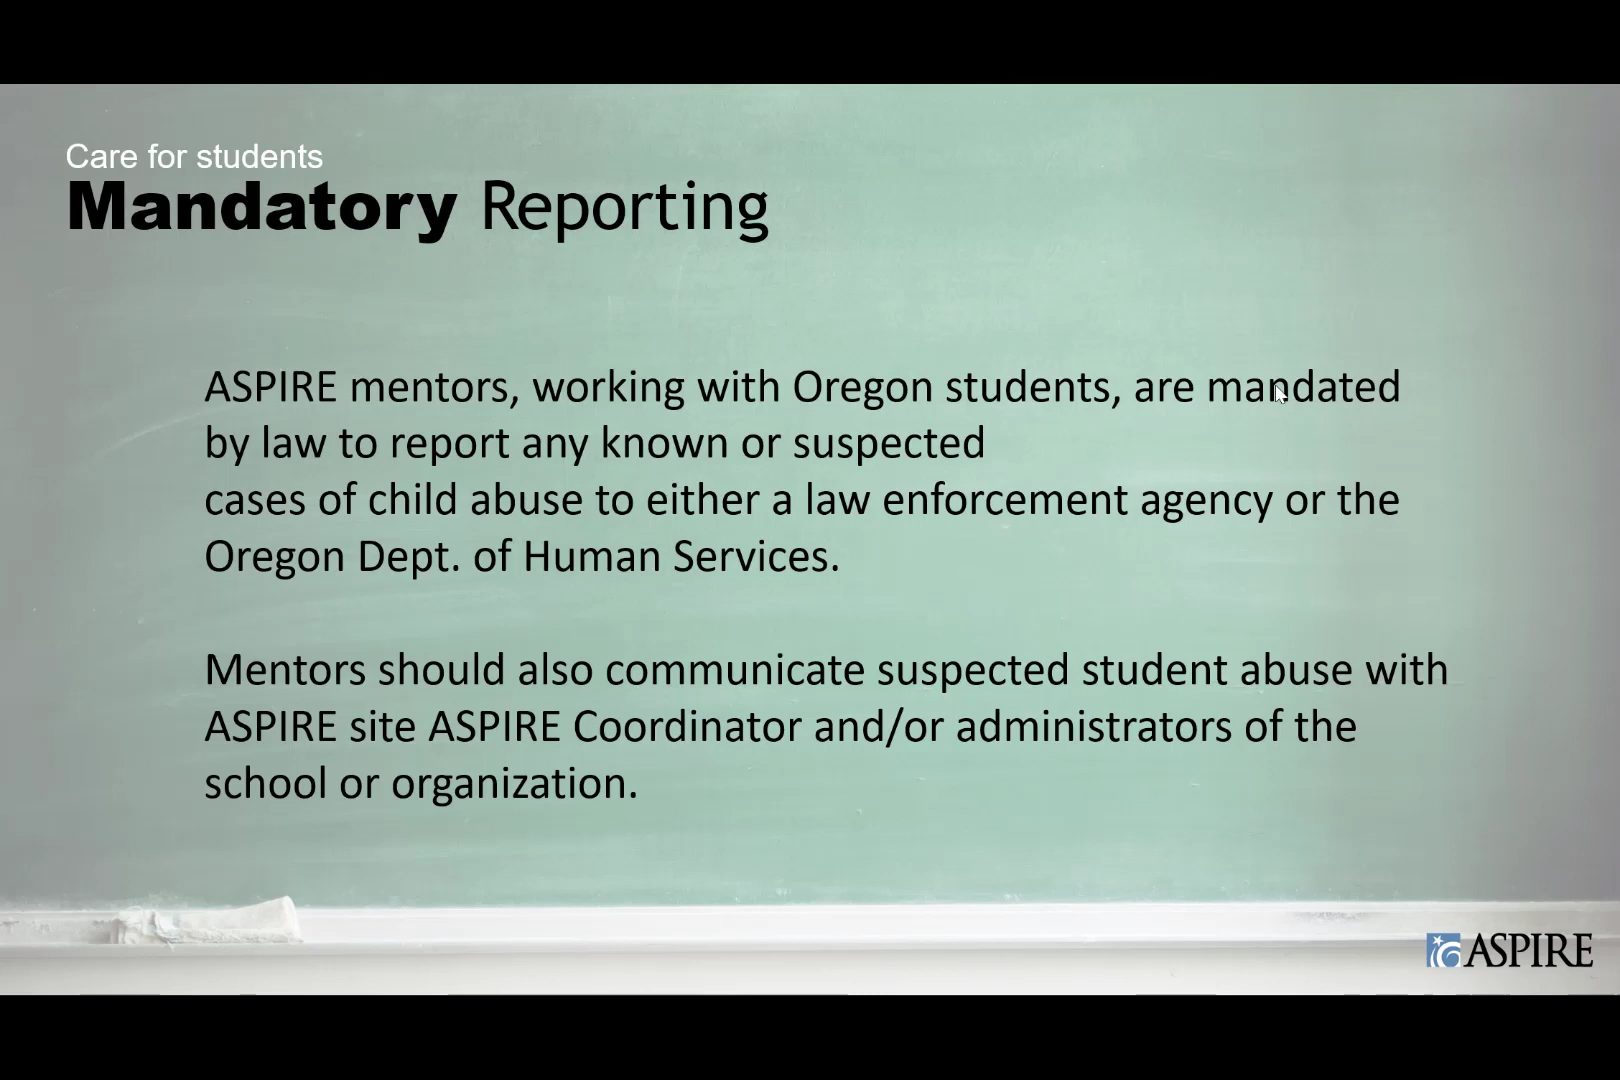 Care for students
Mandatory Reporting
ASPIRE mentors, working with Oregon students, are mandated
by law to report any known or suspected
cases of child abuse to either a law enforcement agency or the
Oregon Dept. of Human Services.
Mentors should also communicate suspected student abuse with
ASPIRE site ASPIRE Coordinator and/or administrators of the
school or organization.
ASPIRE